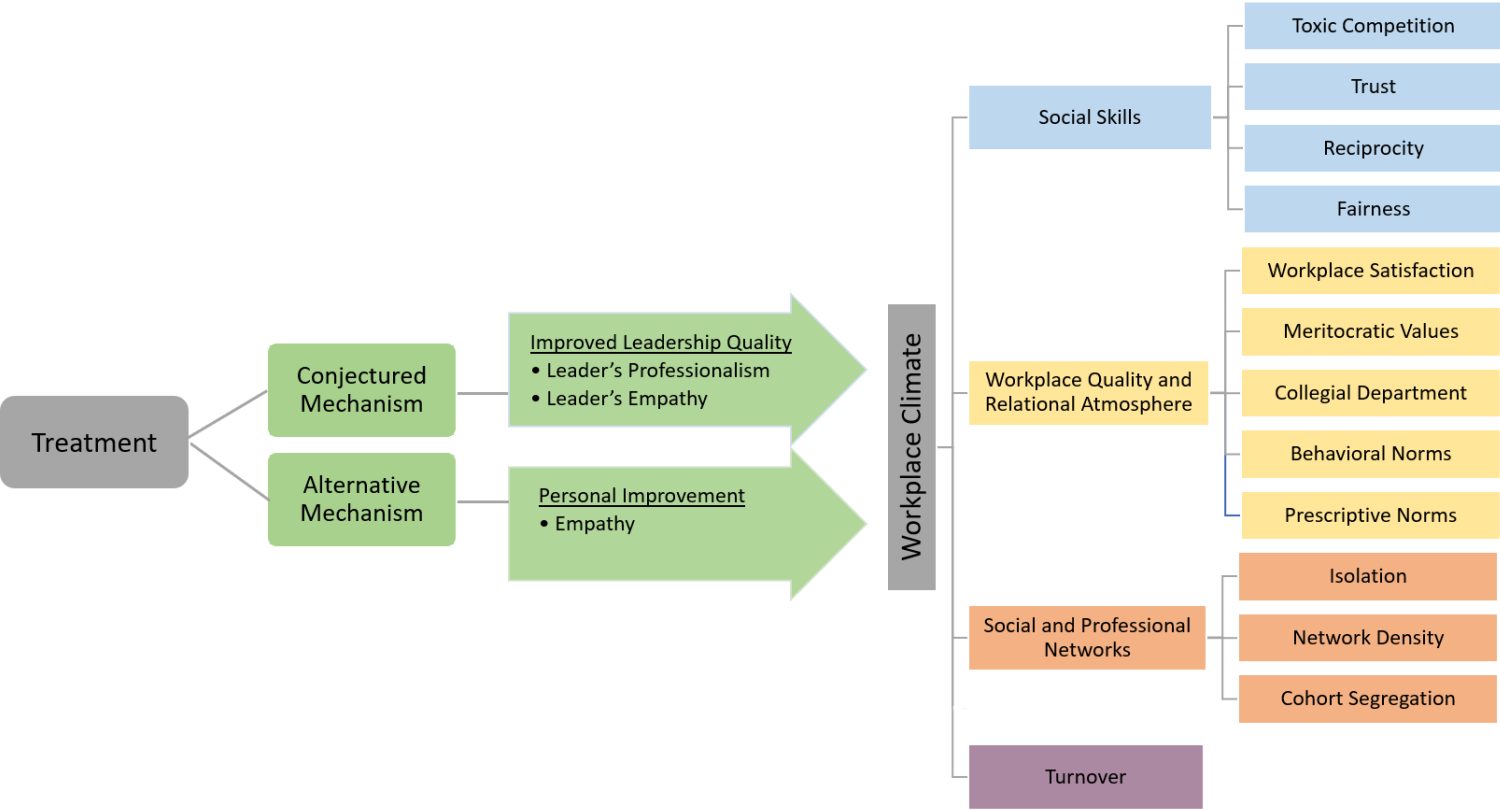 Treatment
Conjectured
Mechanism
Alternative
Mechanism
Improved Leadership Quality
• Leader’s Professionalism
• Leader’s Empathy
Personal Improvement
• Empathy
Workplace Climate
Social Skills
Toxic Competition
Trust
Reciprocity
Fairness
Workplace Quality and
Relational Atmosphere
Workplace Satisfaction
Meritocratic Values
Collegial Department
Behavioral Norms
Prescriptive Norms
Social and Professional
Networks
Isolation
Network Density
Cohort Segregation
Turnover